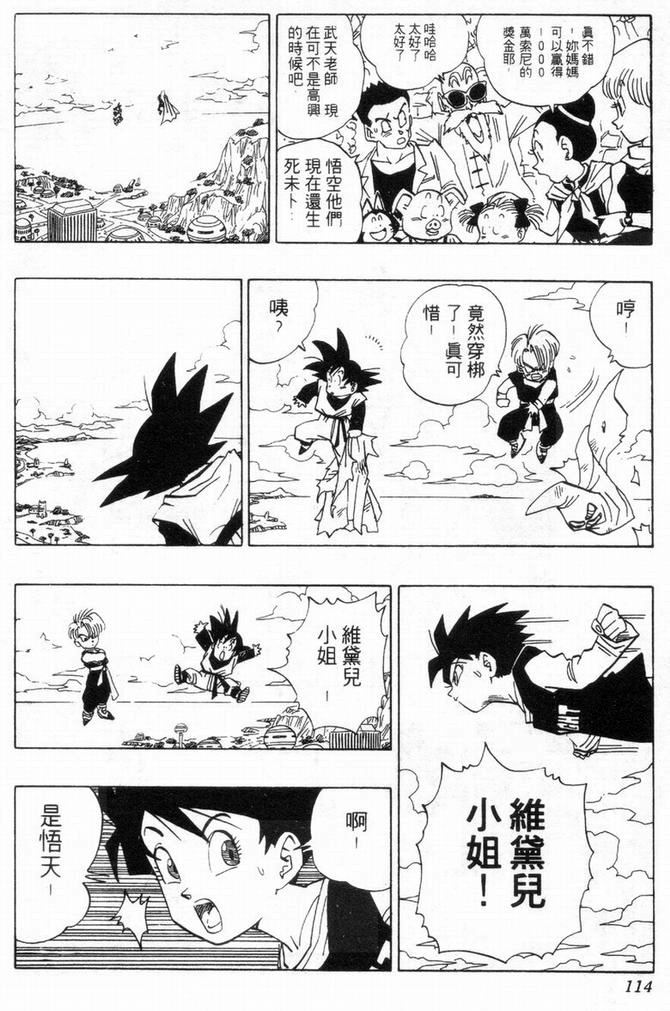 真不錯
！妳媽媽
可以贏得
一000
萬索尼的
獎金耶．
哇哈哈
太好了
太好了
武天老師 現
在可不是高興
的時候吧．
悟空他們
現在還生
死未卜…
哼！
竟然穿梆
了！真可
惜！
咦？
維黛兒
小姐！
維黛兒
小姐！
啊！
是悟天！
114